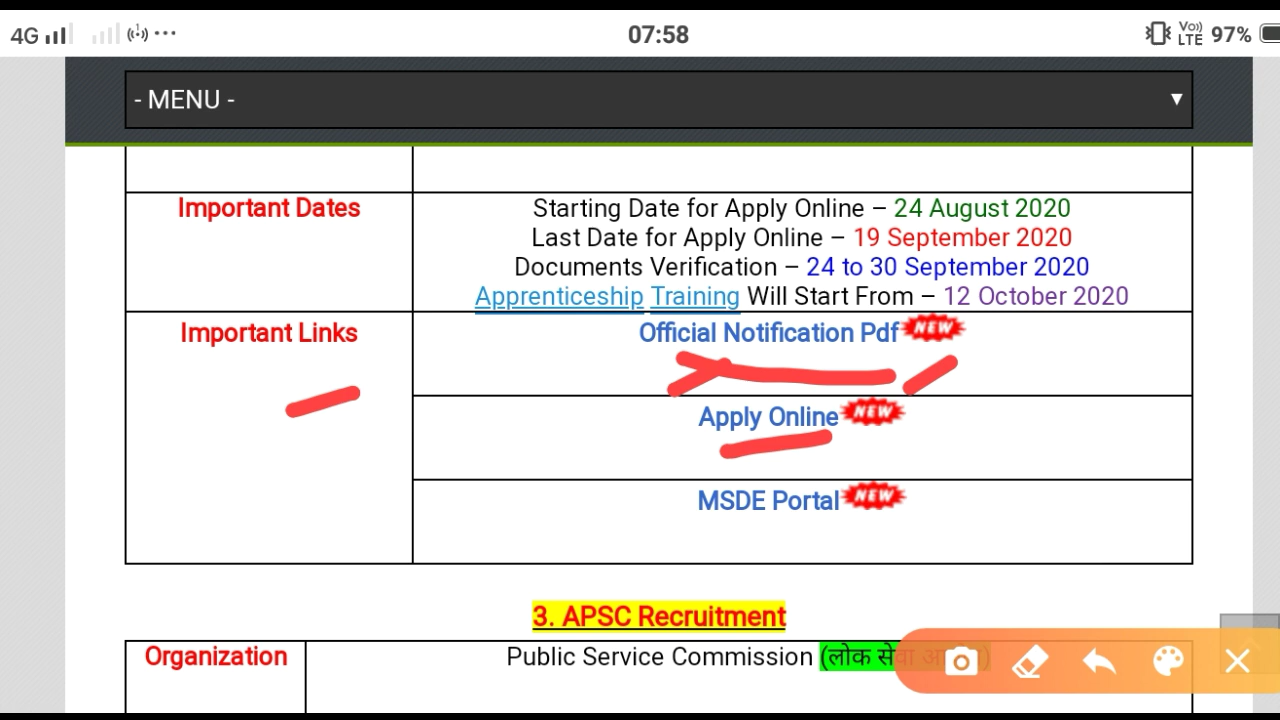 4G 07:58 Vo)) LTE 97%
- MENU -
Important Dates
Starting Date for Apply Online – 24 August 2020
Last Date for Apply Online – 19 September 2020
Documents Verification – 24 to 30 September 2020
Apprenticeship Training Will Start From – 12 October 2020
Important Links
Official Notification Pdf NEW
Apply Online NEW
MSDE Portal NEW
3. APSC Recruitment
Organization
Public Service Commission (लोक सेवा